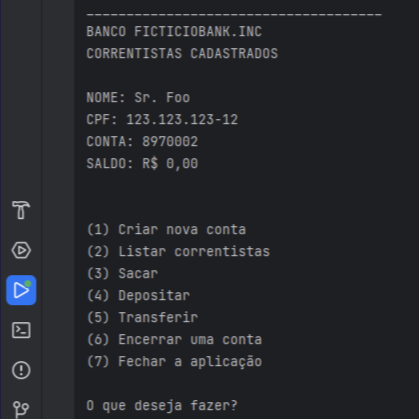 BANCO FICTICIOBANK.INC
CORRENTISTAS CADASTRADOS
NOME: Sr. Foo
CPF: 123.123.123-12
CONTA: 8970002
SALDO: R$ 0,00
(1) Criar nova conta
(2) Listar correntistas
(3) Sacar
(4) Depositar
(5) Transferir
(6) Encerrar uma conta
(7) Fechar a aplicação
O que deseja fazer?